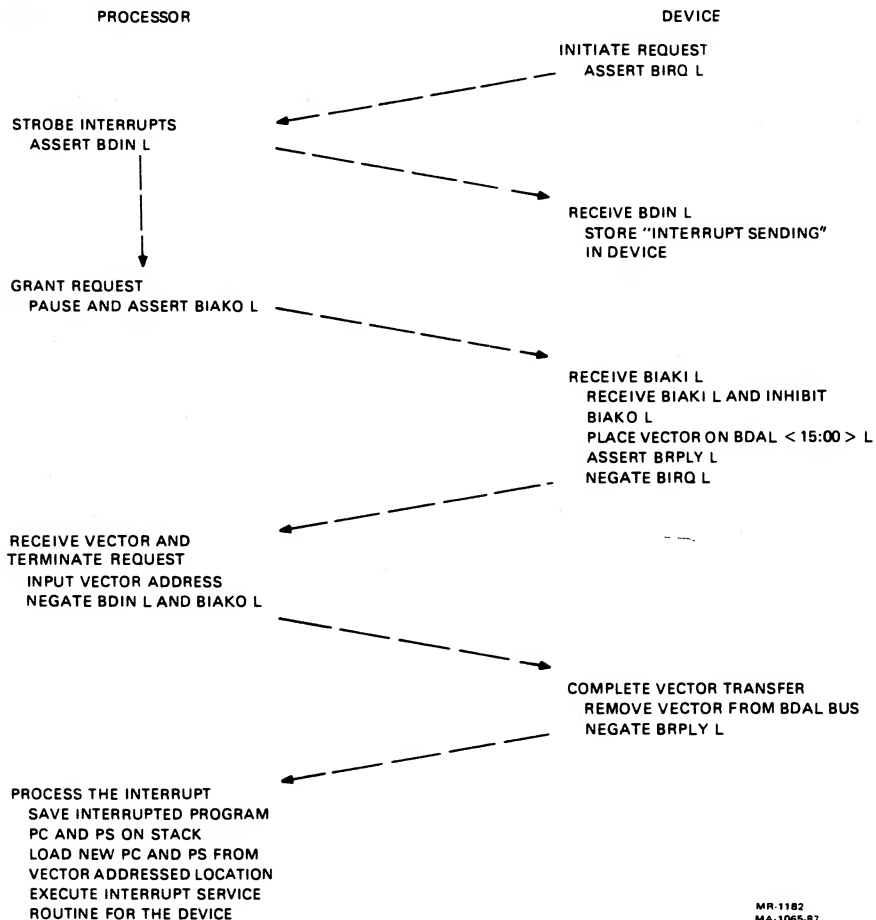 PROCESSOR
DEVICE
INITIATE REQUEST
ASSERT BIRQ L
STROBE INTERRUPTS
ASSERT BDIN L
RECEIVE BDIN L
STORE "INTERRUPT SENDING"
IN DEVICE
GRANT REQUEST
PAUSE AND ASSERT BIAKO L
RECEIVE BIAKI L
RECEIVE BIAKI L AND INHIBIT
BIAKO L
PLACE VECTOR ON BDAL < 15:00 > L
ASSERT BRPLY L
NEGATE BIRQ L
RECEIVE VECTOR AND
TERMINATE REQUEST
INPUT VECTOR ADDRESS
NEGATE BDIN L AND BIAKO L
COMPLETE VECTOR TRANSFER
REMOVE VECTOR FROM BDAL BUS
NEGATE BRPLY L
PROCESS THE INTERRUPT
SAVE INTERRUPTED PROGRAM
PC AND PS ON STACK
LOAD NEW PC AND PS FROM
VECTOR ADDRESSED LOCATION
EXECUTE INTERRUPT SERVICE
ROUTINE FOR THE DEVICE
MR-1182
MA-1065-87